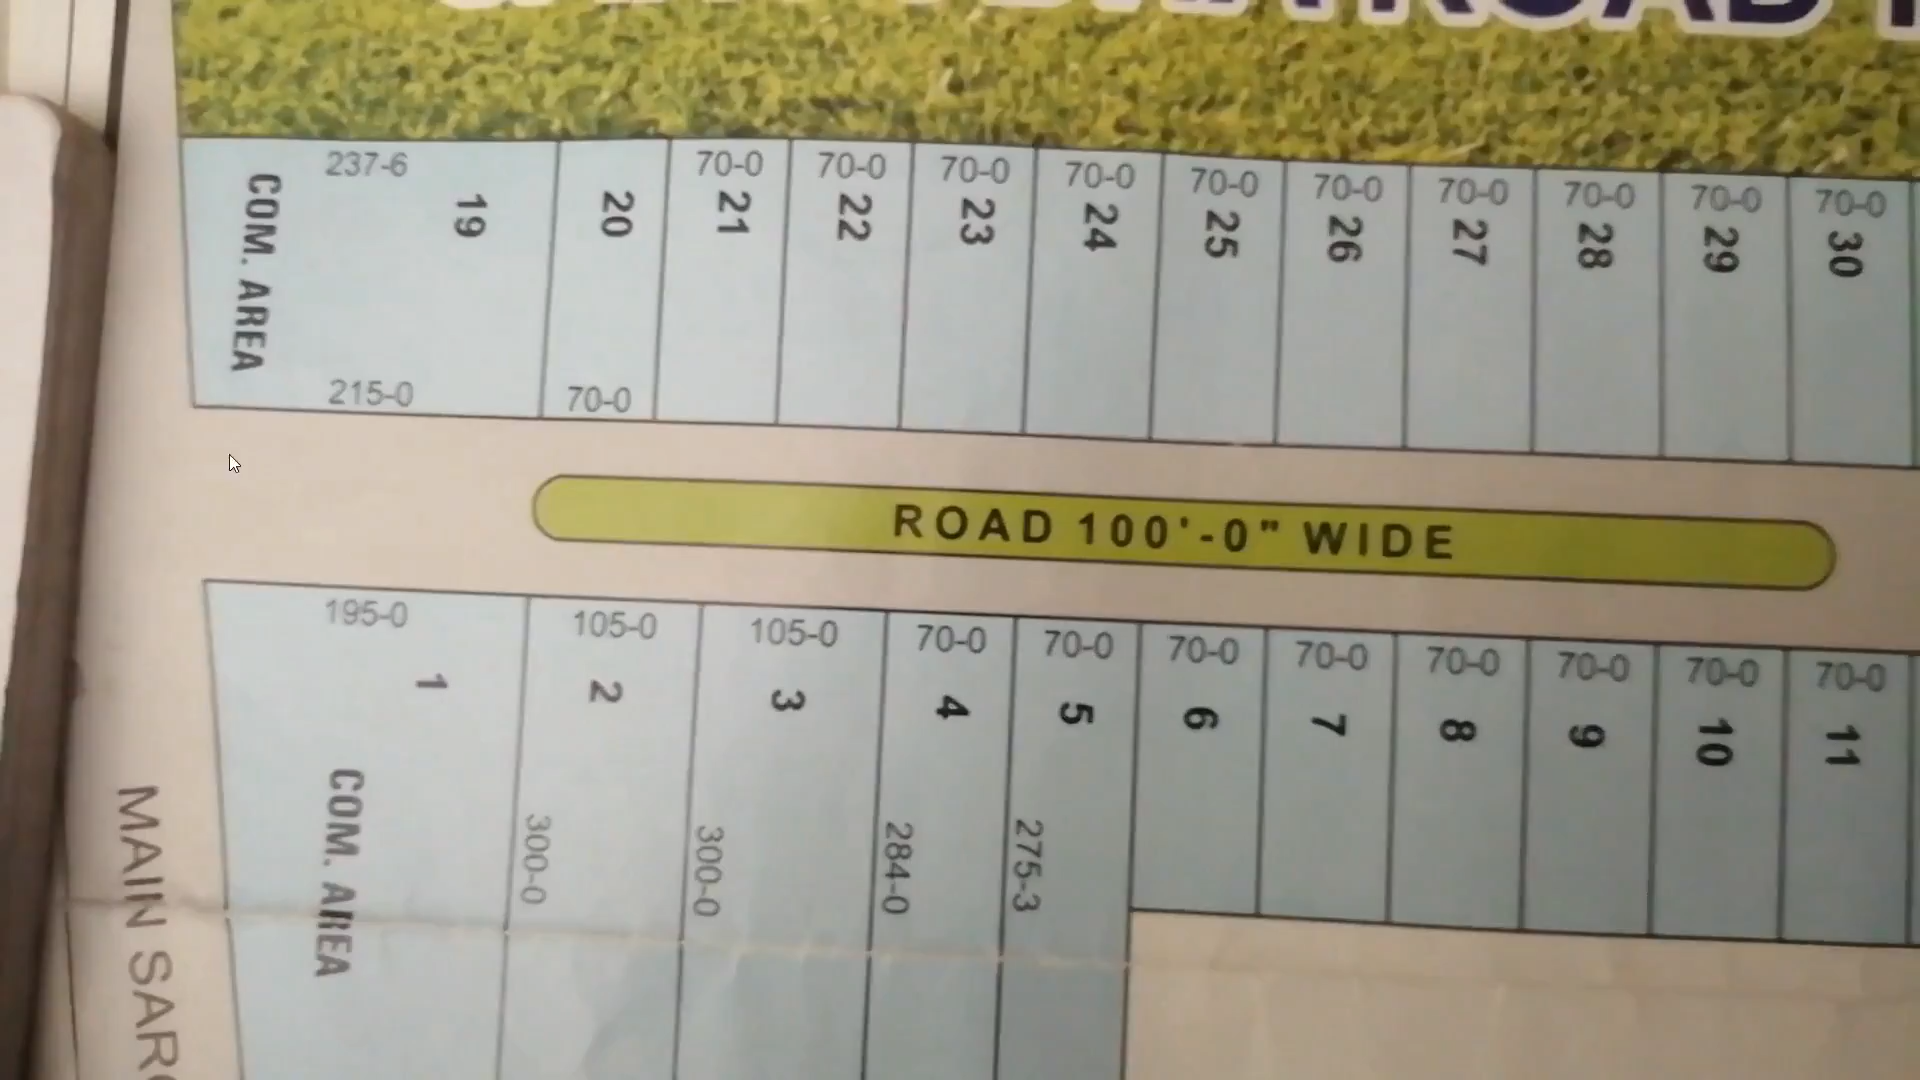 ROAD
237-6 70-0 70-0 70-0 70-0 70-0 70-0 70-0 70-0 70-0 70-0
19 20 21 22 23 24 25 26 27 28 29 30
COM. AREA
215-0 70-0
ROAD 100'-0" WIDE
195-0 105-0 105-0 70-0 70-0 70-0 70-0 70-0 70-0 70-0 70-0
1 2 3 4 5 6 7 8 9 10 11
COM. AREA
300-0 300-0 284-0 275-3
MAIN